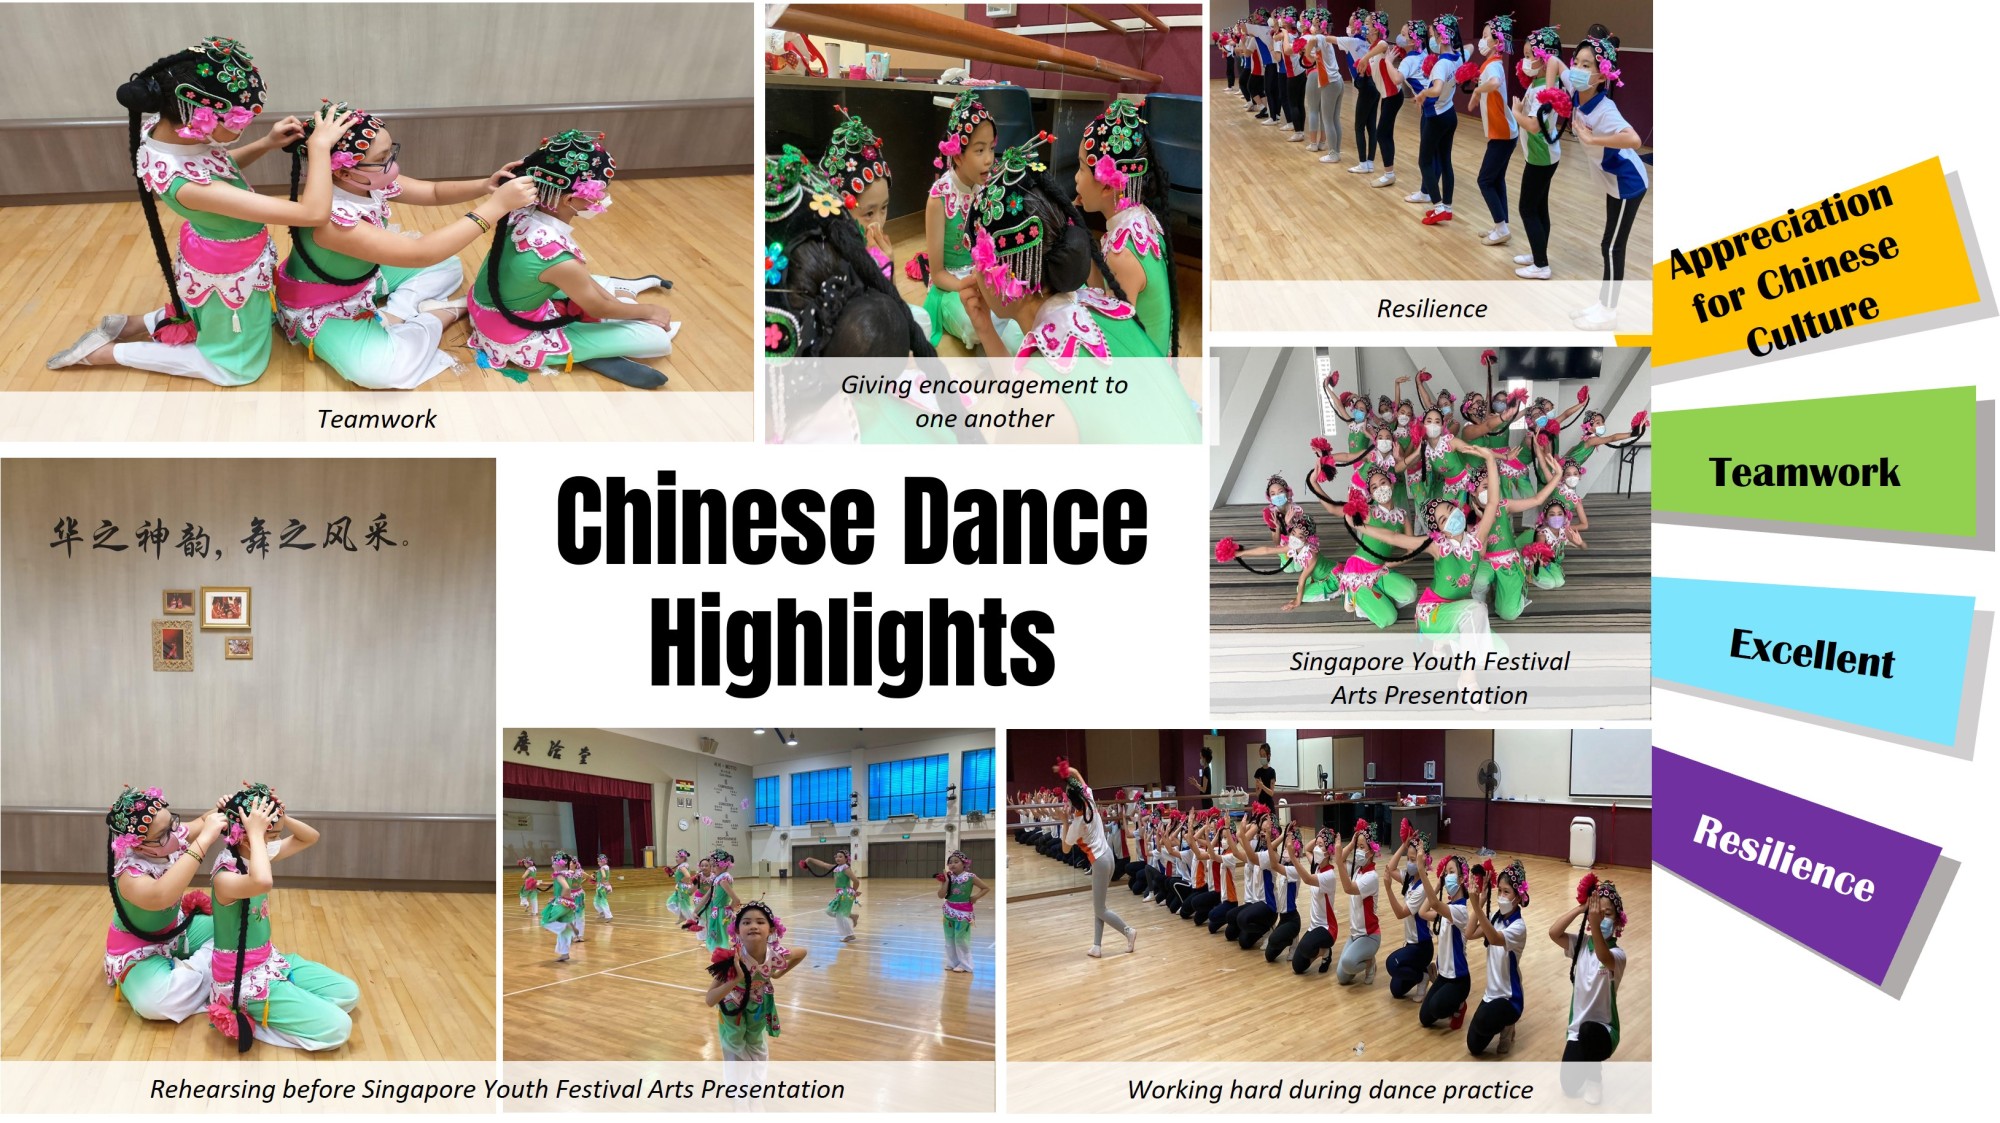 Teamwork
Giving encouragement to
one another
Resilience
Appreciation
for Chinese
Culture
Teamwork
Excellent
Resilience
华之神韵，舞之风采。
Chinese Dance
Highlights
Singapore Youth Festival
Arts Presentation
廣洽堂
Rehearsing before Singapore Youth Festival Arts Presentation
Working hard during dance practice